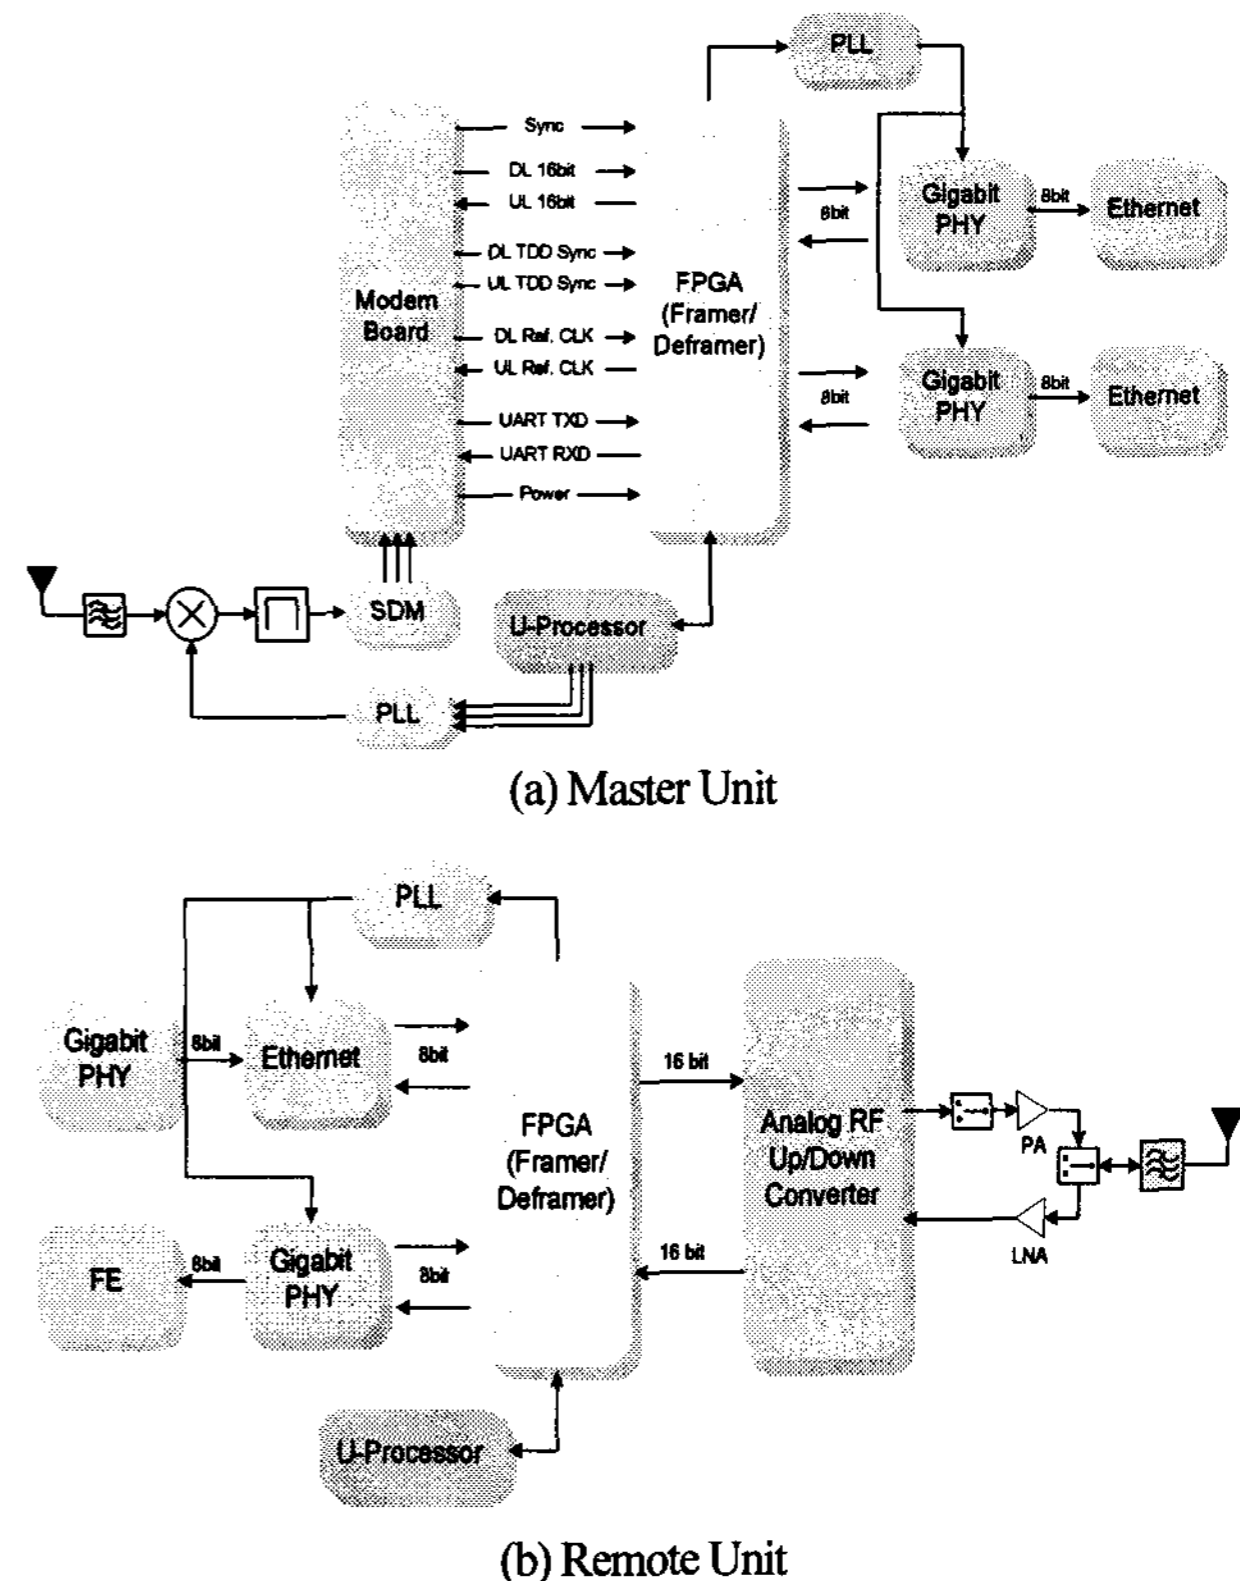 PLL
Sync
DL 16bit
UL 16bit
DL TDD Sync
UL TDD Sync
DL Ref. CLK
UL Ref. CLK
UART TXD
UART RXD
Power
Modem
Board
FPGA
(Framer/
Deframer)
8bit
8bit
Gigabit
PHY
8bit
Ethernet
Gigabit
PHY
8bit
Ethernet
SDM
U-Processor
PLL
(a) Master Unit
PLL
Gigabit
PHY
8bit
Ethernet
8bit
FE
8bit
Gigabit
PHY
8bit
FPGA
(Framer/
Deframer)
16 bit
16 bit
Analog RF
Up/Down
Converter
PA
LNA
U-Processor
(b) Remote Unit